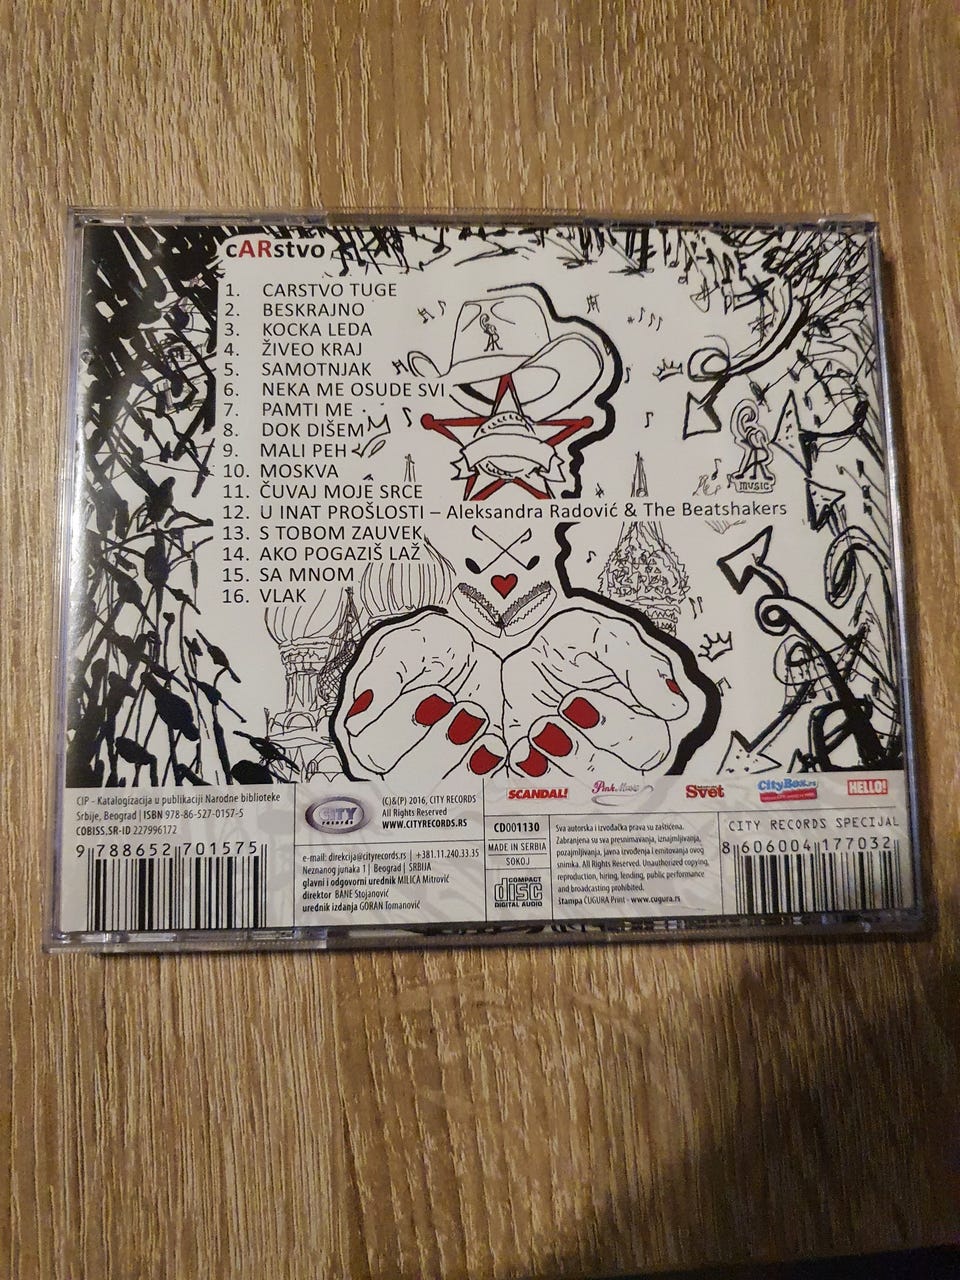 cARstvo
1. CARSTVO TUGE
2. BESKRAJNO
3. KOCKA LEDA
4. ŽIVEO KRAJ
5. SAMOTNJAK
6. NEKA ME OSUDE SVI
7. PAMTI ME
8. DOK DIŠEM
9. MALI PEH
10. MOSKVA
11. ČUVAJ MOJE SRCE
12. U INAT PROŠLOSTI – Aleksandra Radović & The Beatshakers
13. S TOBOM ZAUVEK
14. AKO POGAZIŠ LAŽ
15. SA MNOM
16. VLAK
MUSIC
CIP - Katalogizacija u publikaciji Narodne biblioteke
Srbije, Beograd | ISBN 978-86-527-0157-5
COBISS.SR-ID 227996172
9 788652 701575
CITY records
(C)&(P) 2016, CITY RECORDS
All Rights Reserved
WWW.CITYRECORDS.RS
e-mail: direkcija@cityrecords.rs | +381.11.240.33.35
Neznanog junaka 1 | Beograd | SRBIJA
glavni i odgovorni urednik MILICA Mitrović
direktor BANE Stojanović
urednik izdanja GORAN Tomanović
SCANDAL!
Pink Music
Svet
CityBox.rs
HELLO!
CD001130
MADE IN SERBIA
SOKOJ
COMPACT
disc
DIGITAL AUDIO
Sva autorska i izvođačka prava su zaštićena.
Zabranjena su sva presnimavanja, iznajmljivanja,
pozajmljivanja, javna izvođenja i emitovanja ovog
snimka. All Rights Reserved. Unauthorized copying,
reproduction, hiring, lending, public performance
and broadcasting prohibited.
štampa ČUGURA Print - www.cugura.rs
CITY RECORDS SPECIJAL
8 606004 177032